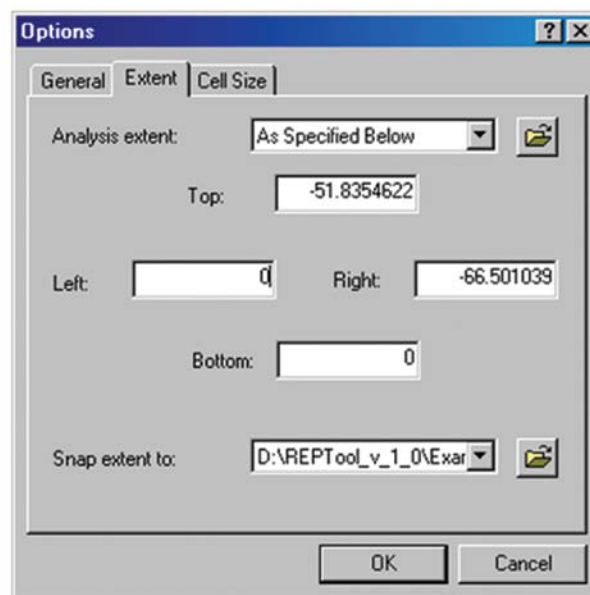 Options
General Extent Cell Size
Analysis extent: As Specified Below
Top: -51.8354622
Left: 0 Right: -66.501039
Bottom: 0
Snap extent to: D:\REPTool_v_1_0\Exar
OK Cancel